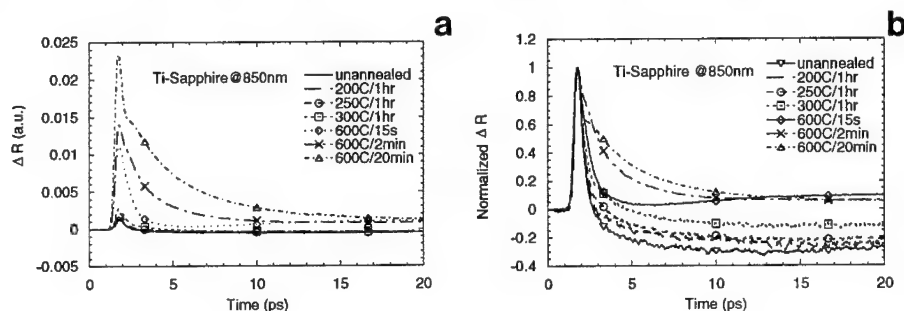 a
0.025
0.02
0.015
0.01
0.005
0
-0.005
Δ R (a.u.)
Ti-Sapphire @850nm
unannealed
200C/1hr
250C/1hr
300C/1hr
600C/15s
600C/2min
600C/20min
0 5 10 15 20
Time (ps)
b
1.2
1
0.8
0.6
0.4
0.2
0
-0.2
-0.4
Normalized Δ R
Ti-Sapphire @850nm
unannealed
200C/1hr
250C/1hr
300C/1hr
600C/15s
600C/2min
600C/20min
0 5 10 15 20
Time (ps)